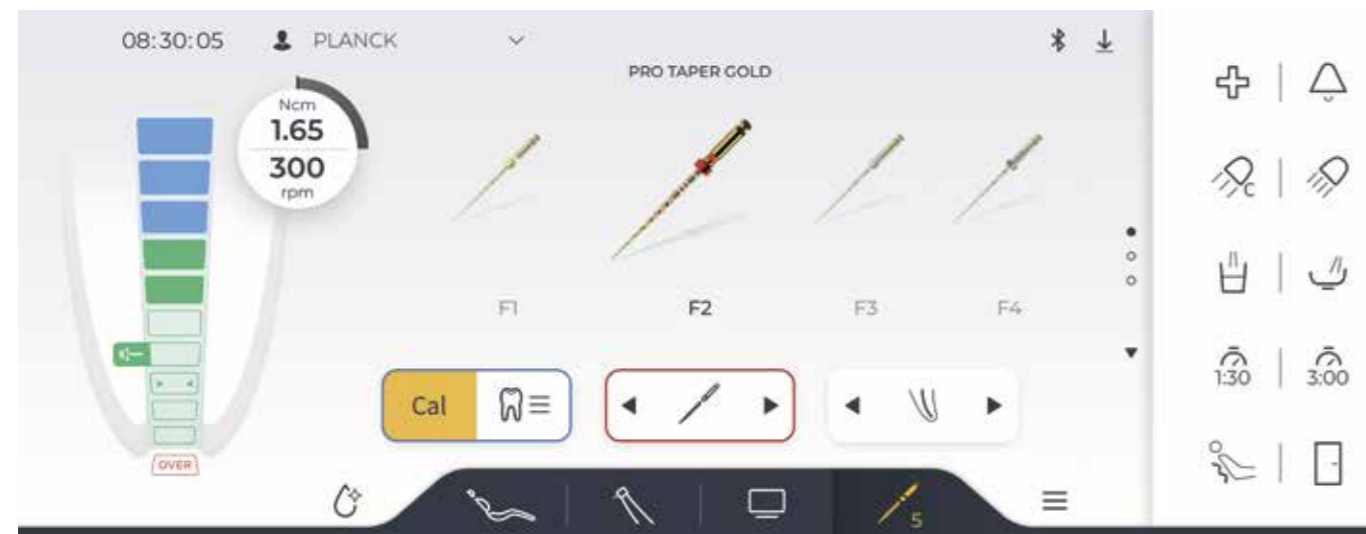 08:30:05
PLANCK
PRO TAPER GOLD
Ncm
1.65
300
rpm
F1
F2
F3
F4
Cal
OVER
5
C
1:30
3:00